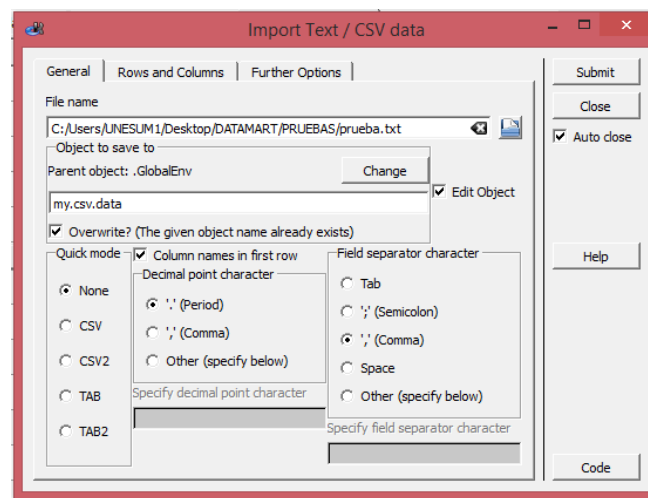 Import Text / CSV data
General
Rows and Columns
Further Options
Submit
Close
Auto close
Help
Code
File name
C:/Users/UNESUM1/Desktop/DATAMART/PRUEBAS/prueba.txt
Object to save to
Parent object: .GlobalEnv
Change
my.csv.data
Edit Object
Overwrite? (The given object name already exists)
Quick mode
None
CSV
CSV2
TAB
TAB2
Column names in first row
Decimal point character
'.' (Period)
',' (Comma)
Other (specify below)
Specify decimal point character
Field separator character
Tab
';' (Semicolon)
',' (Comma)
Space
Other (specify below)
Specify field separator character